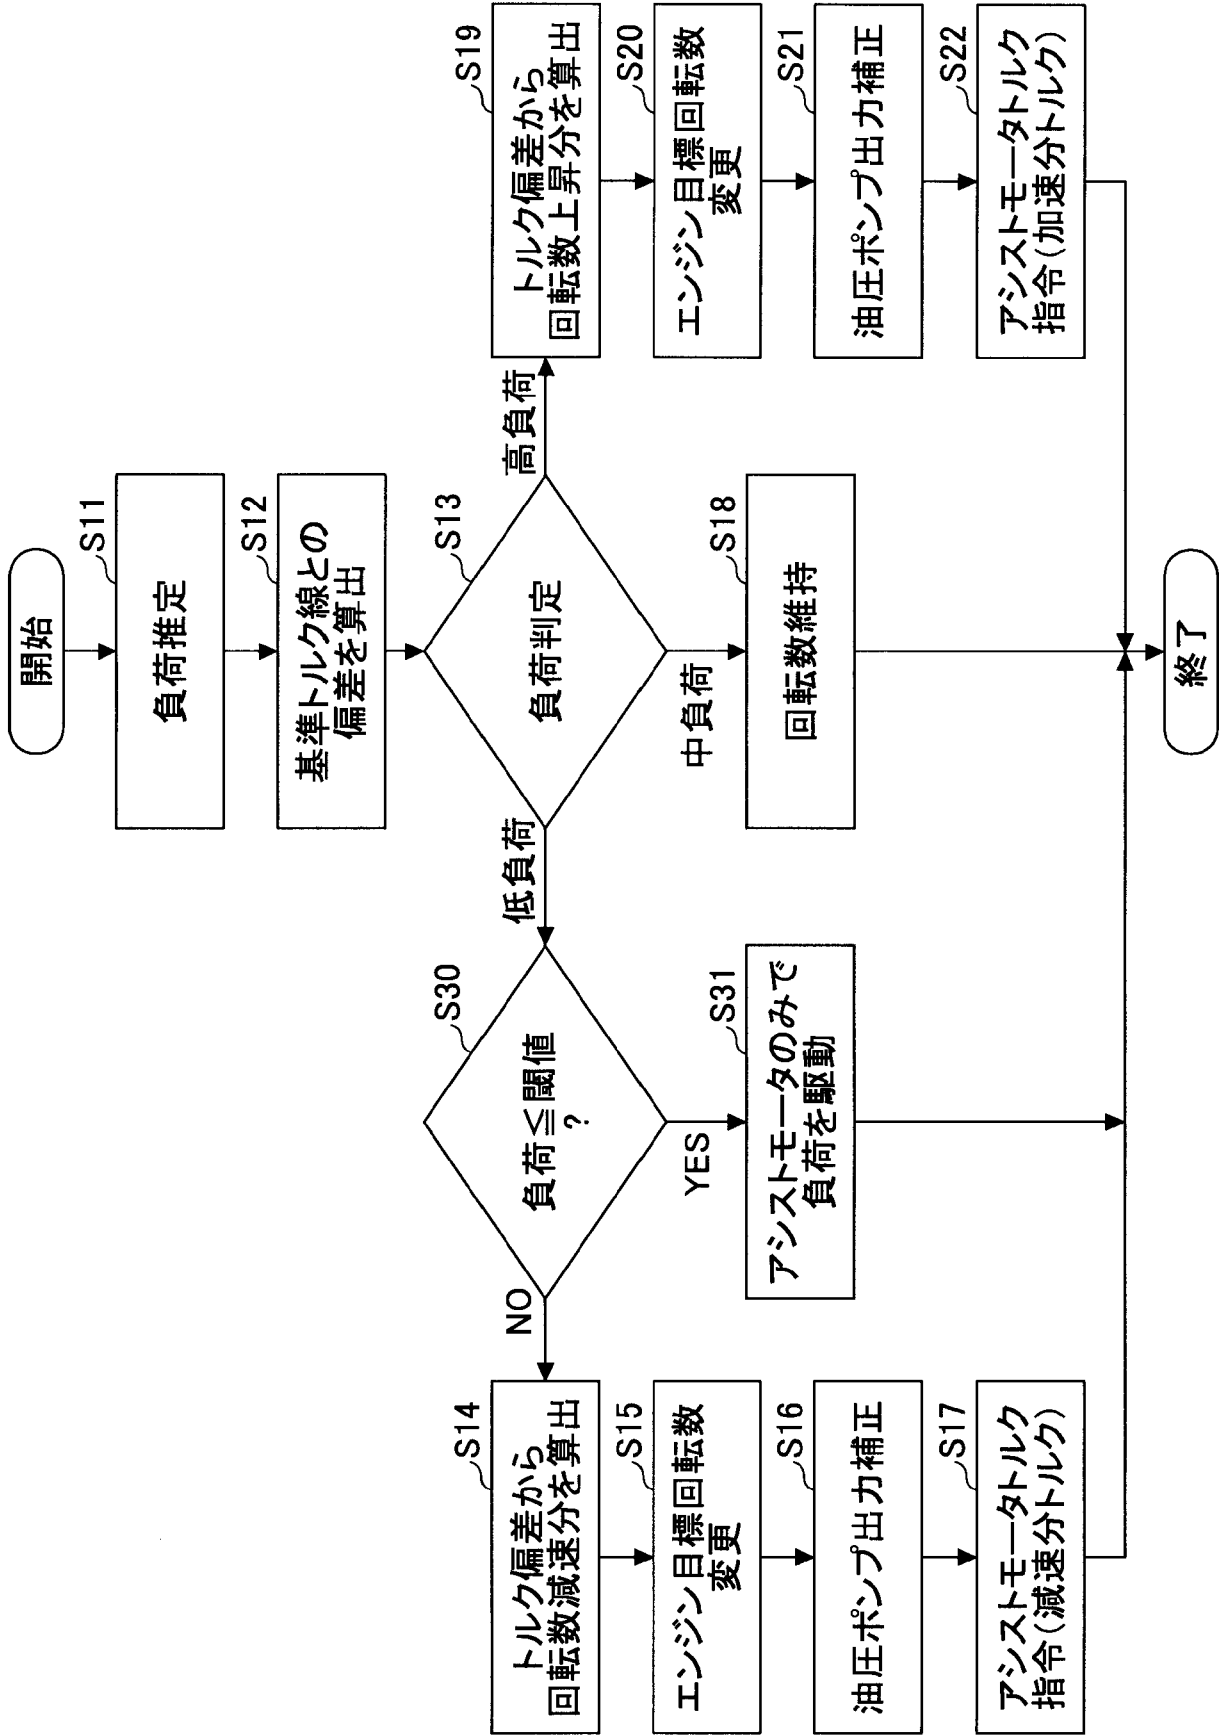 開始
S11
負荷推定
S12
基準トルク線との
偏差を算出
S13
負荷判定
低負荷
中負荷
高負荷
S30
負荷≦閾値
?
NO
YES
S14
トルク偏差から
回転数減速分を算出
S15
エンジン目標回転数
変更
S16
油圧ポンプ出力補正
S17
アシストモータトルク
指令(減速分トルク)
S31
アシストモータのみで
負荷を駆動
S18
回転数維持
S19
トルク偏差から
回転数上昇分を算出
S20
エンジン目標回転数
変更
S21
油圧ポンプ出力補正
S22
アシストモータトルク
指令(加速分トルク)
終了